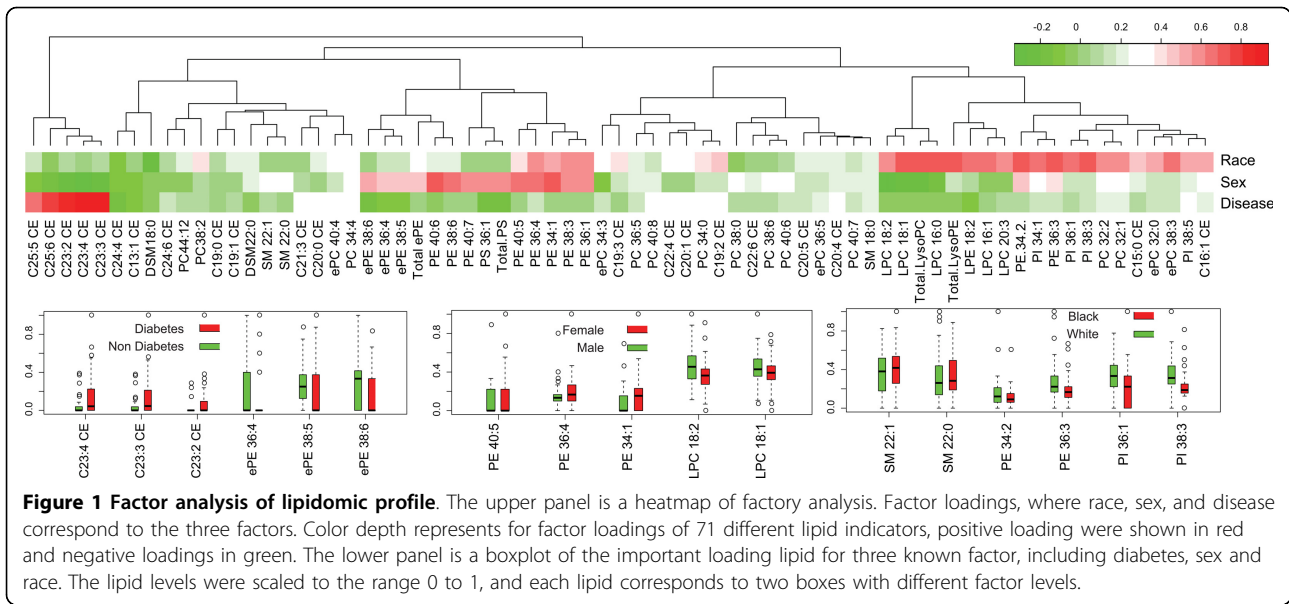 -0.2 0 0.2 0.4 0.6 0.8
Race
Sex
Disease
C25:5 CE
C25:6 CE
C23:2 CE
C23:4 CE
C23:3 CE
C24:4 CE
C13:1 CE
DSM18:0
C24:6 CE
PC44:12
PC38:2
C19:0 CE
C19:1 CE
DSM22:0
SM 22:1
SM 22:0
C21:3 CE
C20:0 CE
ePC 40:4
PC 34:4
ePE 38:6
ePE 36:4
ePE 38:5
Total ePE
PE 40:6
PE 38:6
PE 40:7
PS 36:1
Total.PS
PE 40:5
PE 36:4
PE 34:1
PE 38:3
PE 36:1
ePC 34:3
C19:3 CE
PC 36:5
PC 40:8
C22:4 CE
C20:1 CE
PC 34:0
C19:2 CE
PC 38:0
C22:6 CE
PC 38:6
PC 40:6
C20:5 CE
ePC 36:5
C20:4 CE
PC 40:7
SM 18:0
LPC 18:2
LPC 18:1
Total.LysoPC
LPC 16:0
Total.LysoPE
LPE 18:2
LPC 16:1
LPC 20:3
PE.34.2.
PI 34:1
PE 36:3
PI 36:1
PI 38:3
PC 32:2
PC 32:1
C15:0 CE
ePC 32:0
ePC 38:3
PI 38:5
C16:1 CE
0.8
0.4
0.0
Diabetes
Non Diabetes
C23:4 CE
C23:3 CE
C23:2 CE
ePE 36:4
ePE 38:5
ePE 38:6
0.8
0.4
0.0
Female
Male
PE 40:5
PE 36:4
PE 34:1
LPC 18:2
LPC 18:1
0.8
0.4
0.0
Black
White
SM 22:1
SM 22:0
PE 34:2
PE 36:3
PI 36:1
PI 38:3
Figure 1 Factor analysis of lipidomic profile. The upper panel is a heatmap of factory analysis. Factor loadings, where race, sex, and disease
correspond to the three factors. Color depth represents for factor loadings of 71 different lipid indicators, positive loading were shown in red
and negative loadings in green. The lower panel is a boxplot of the important loading lipid for three known factor, including diabetes, sex and
race. The lipid levels were scaled to the range 0 to 1, and each lipid corresponds to two boxes with different factor levels.